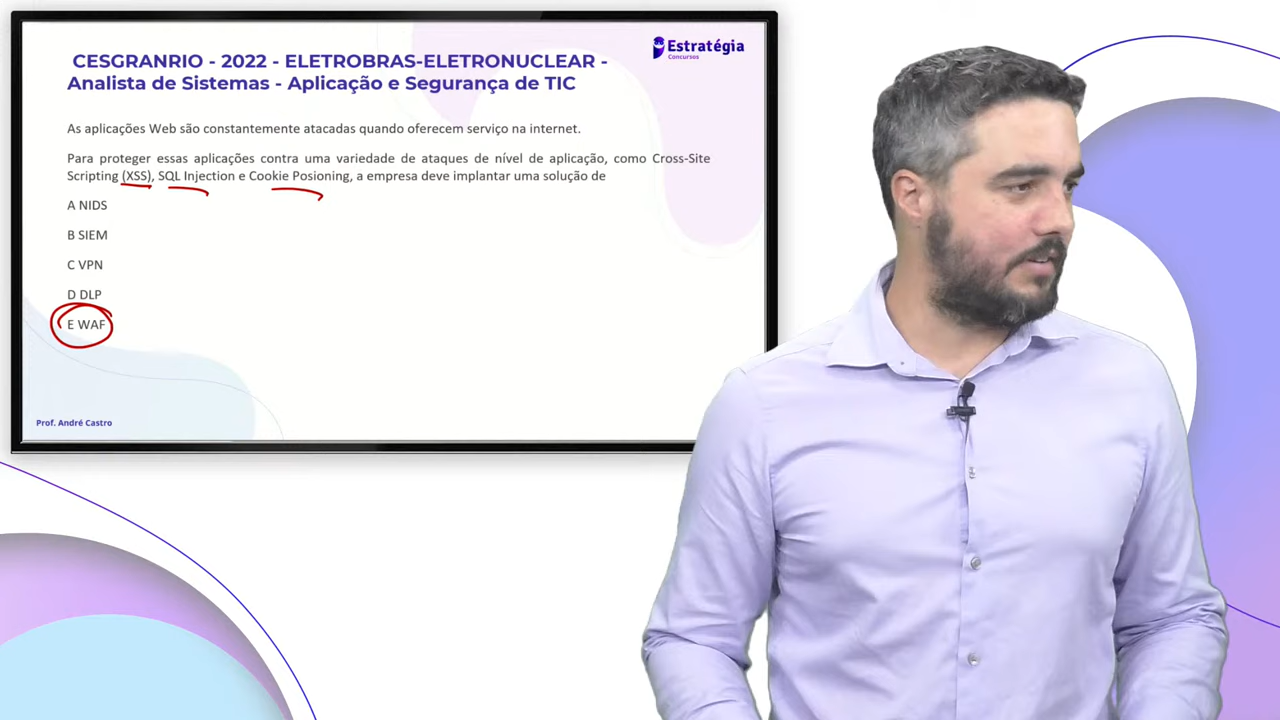 CESGRANRIO - 2022 - ELETROBRAS-ELETRONUCLEAR -
Analista de Sistemas - Aplicação e Segurança de TIC
Estratégia
Concursos
As aplicações Web são constantemente atacadas quando oferecem serviço na internet.
Para proteger essas aplicações contra uma variedade de ataques de nível de aplicação, como Cross-Site
Scripting (XSS), SQL Injection e Cookie Posioning, a empresa deve implantar uma solução de
A NIDS
B SIEM
C VPN
D DLP
E WAF
Prof. André Castro